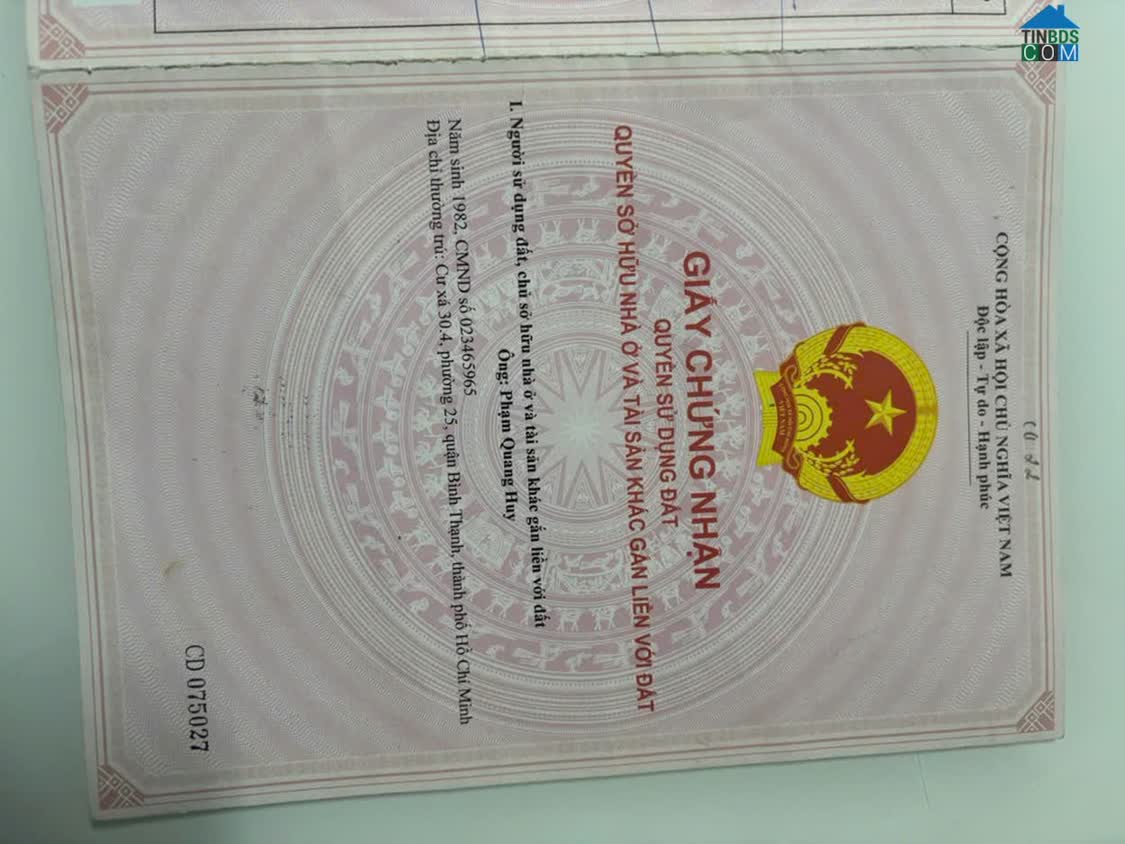 TINBDS
COM
CỘNG HÒA XÃ HỘI CHỦ NGHĨA VIỆT NAM
Độc lập - Tự do - Hạnh phúc
GIẤY CHỨNG NHẬN
QUYỀN SỬ DỤNG ĐẤT
QUYỀN SỞ HỮU NHÀ Ở VÀ TÀI SẢN KHÁC GẮN LIỀN VỚI ĐẤT
I. Người sử dụng đất, chủ sở hữu nhà ở và tài sản khác gắn liền với đất
Ông: Phạm Quang Huy
Năm sinh 1982, CMND số 023465965
Địa chỉ thường trú: Cư xá 30.4, phường 25, quận Bình Thạnh, thành phố Hồ Chí Minh
CD 075027